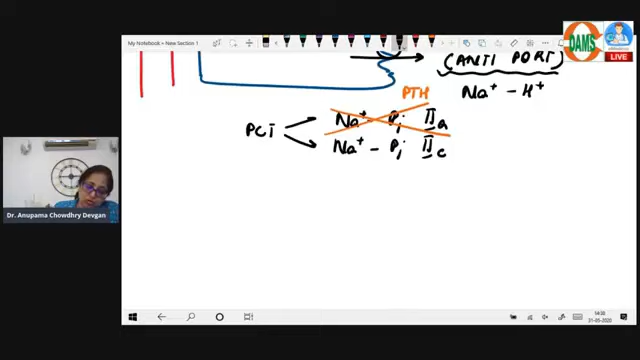 My Notebook > New Section 1
DAMS
LIVE
(ANTI PORT)
Na+ - H+
PTH
PCT
Na+ Pi IIa
Na+ - Pi IIc
Dr. Anupama Chowdhry Devgan
14:38
21-05-2020